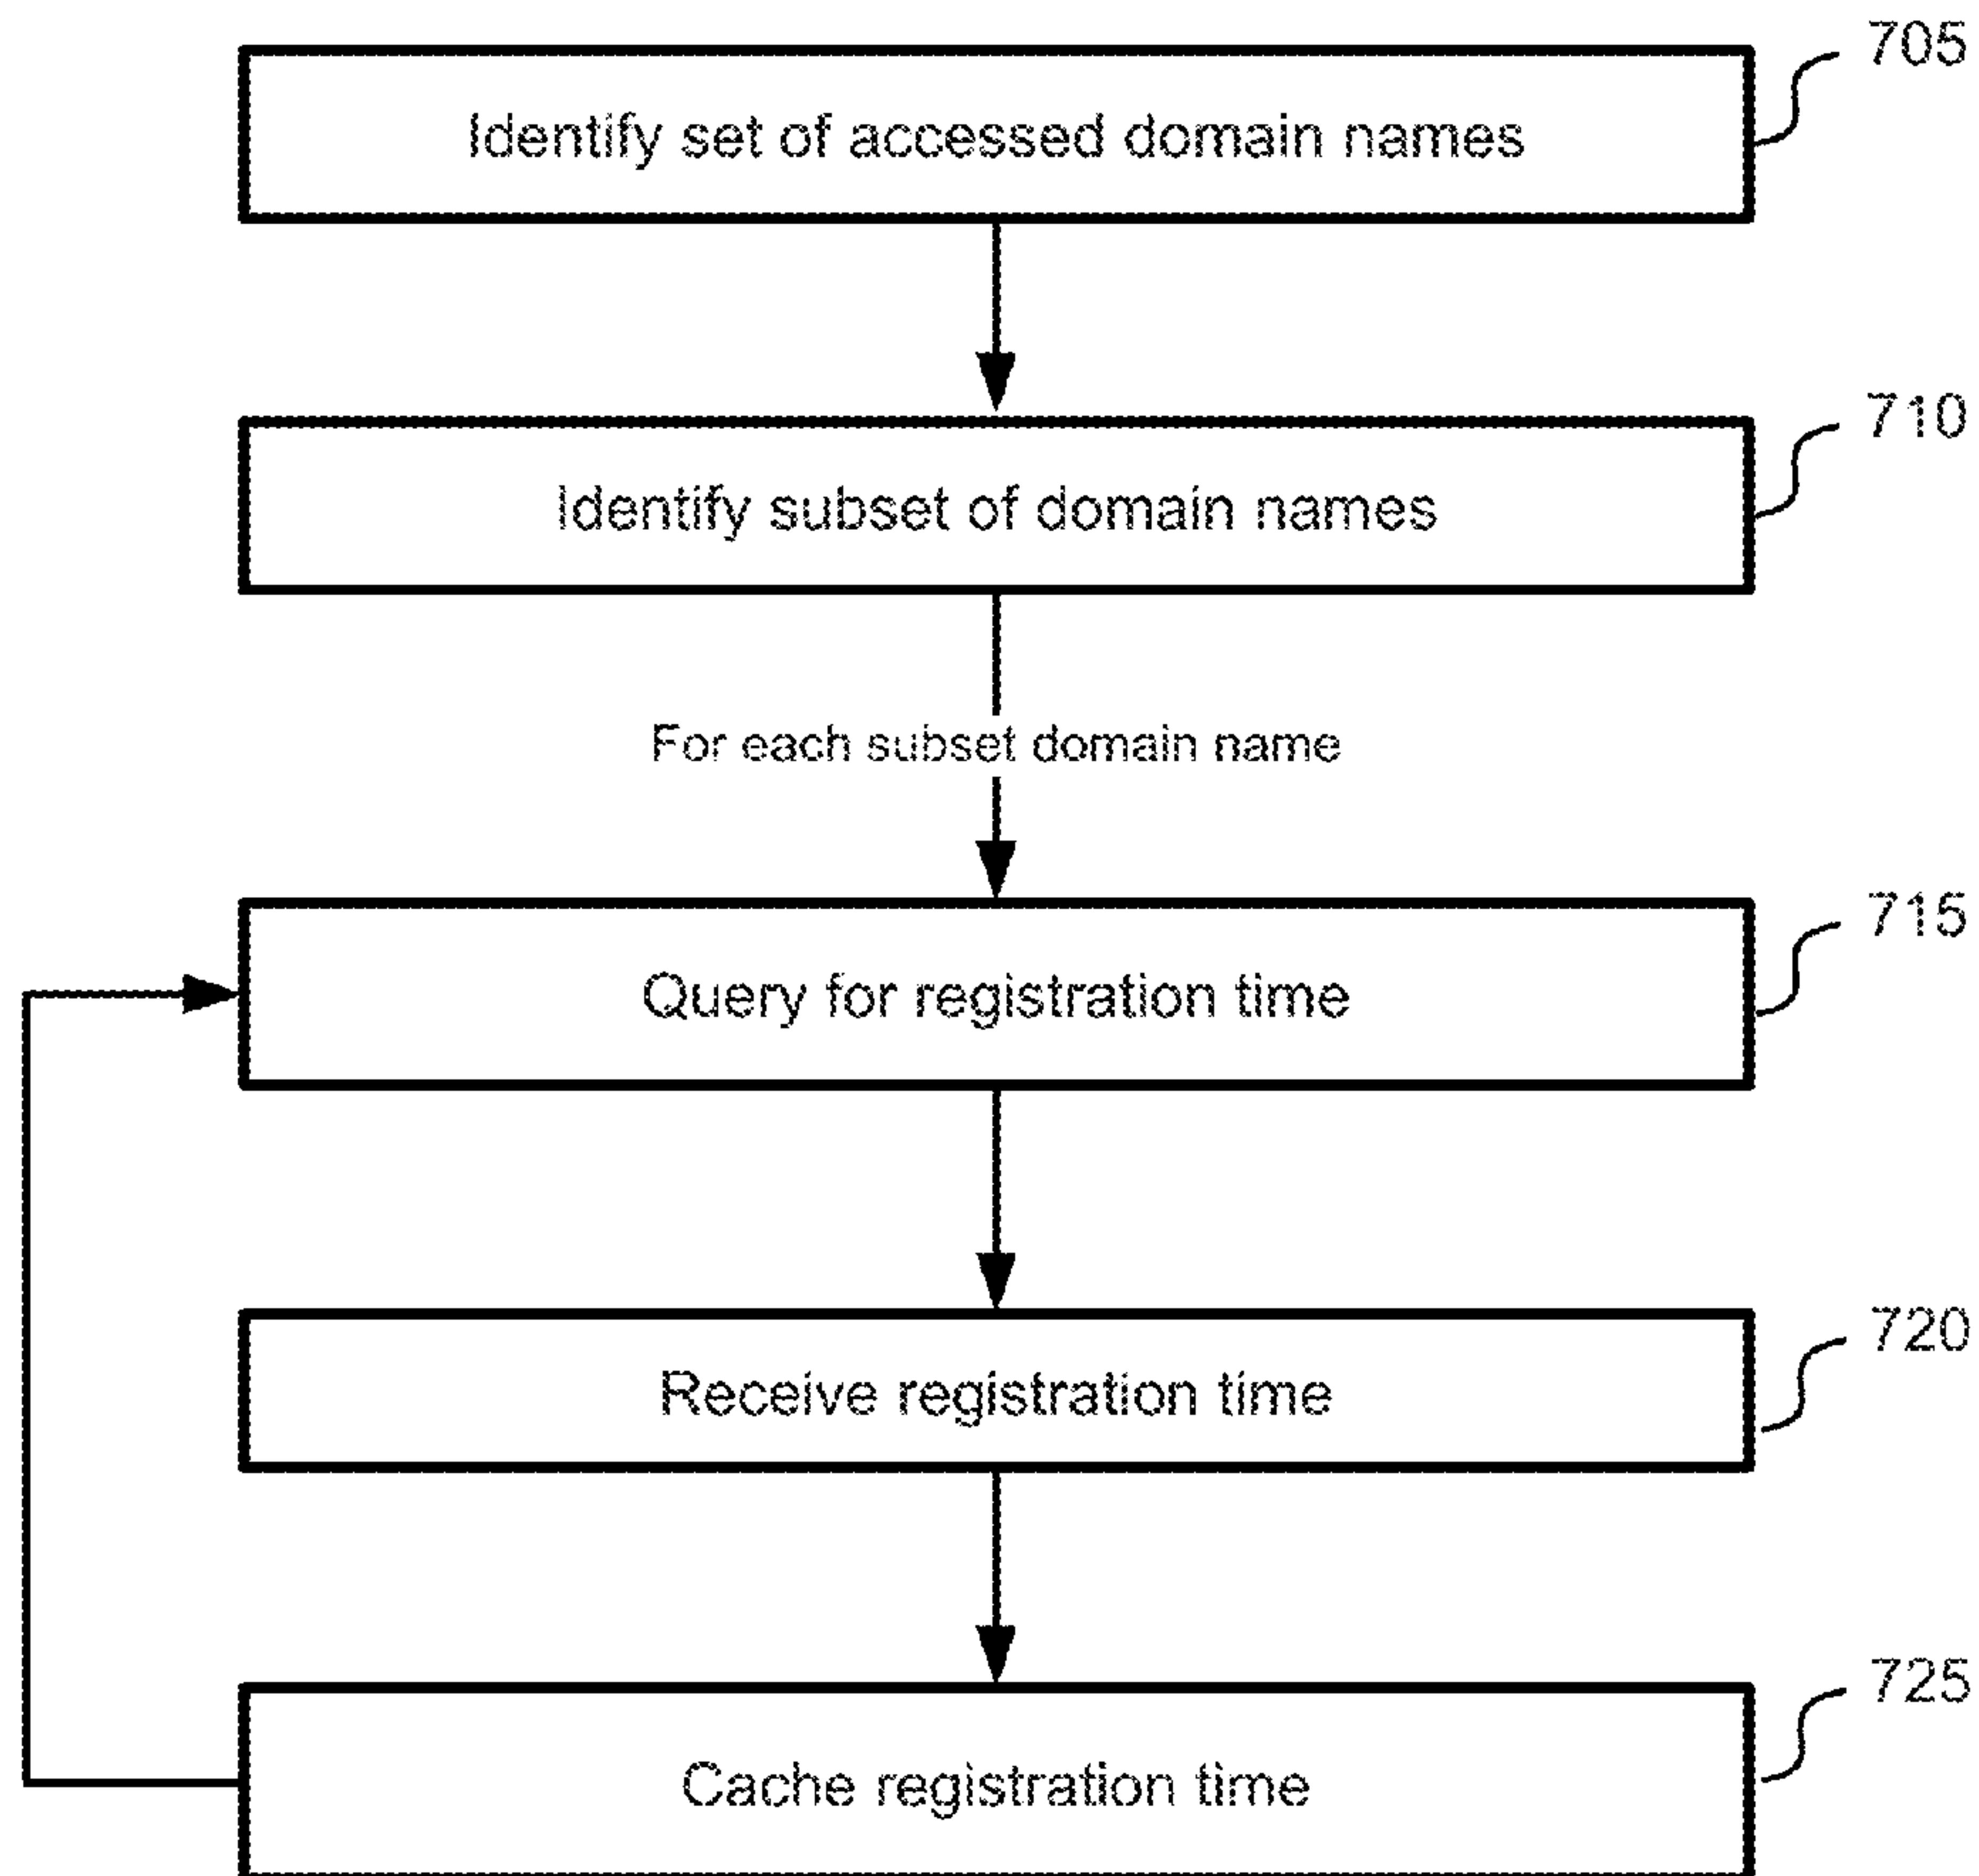 705
Identify set of accessed domain names
710
Identify subset of domain names
For each subset domain name
715
Query for registration time
720
Receive registration time
725
Cache registration time